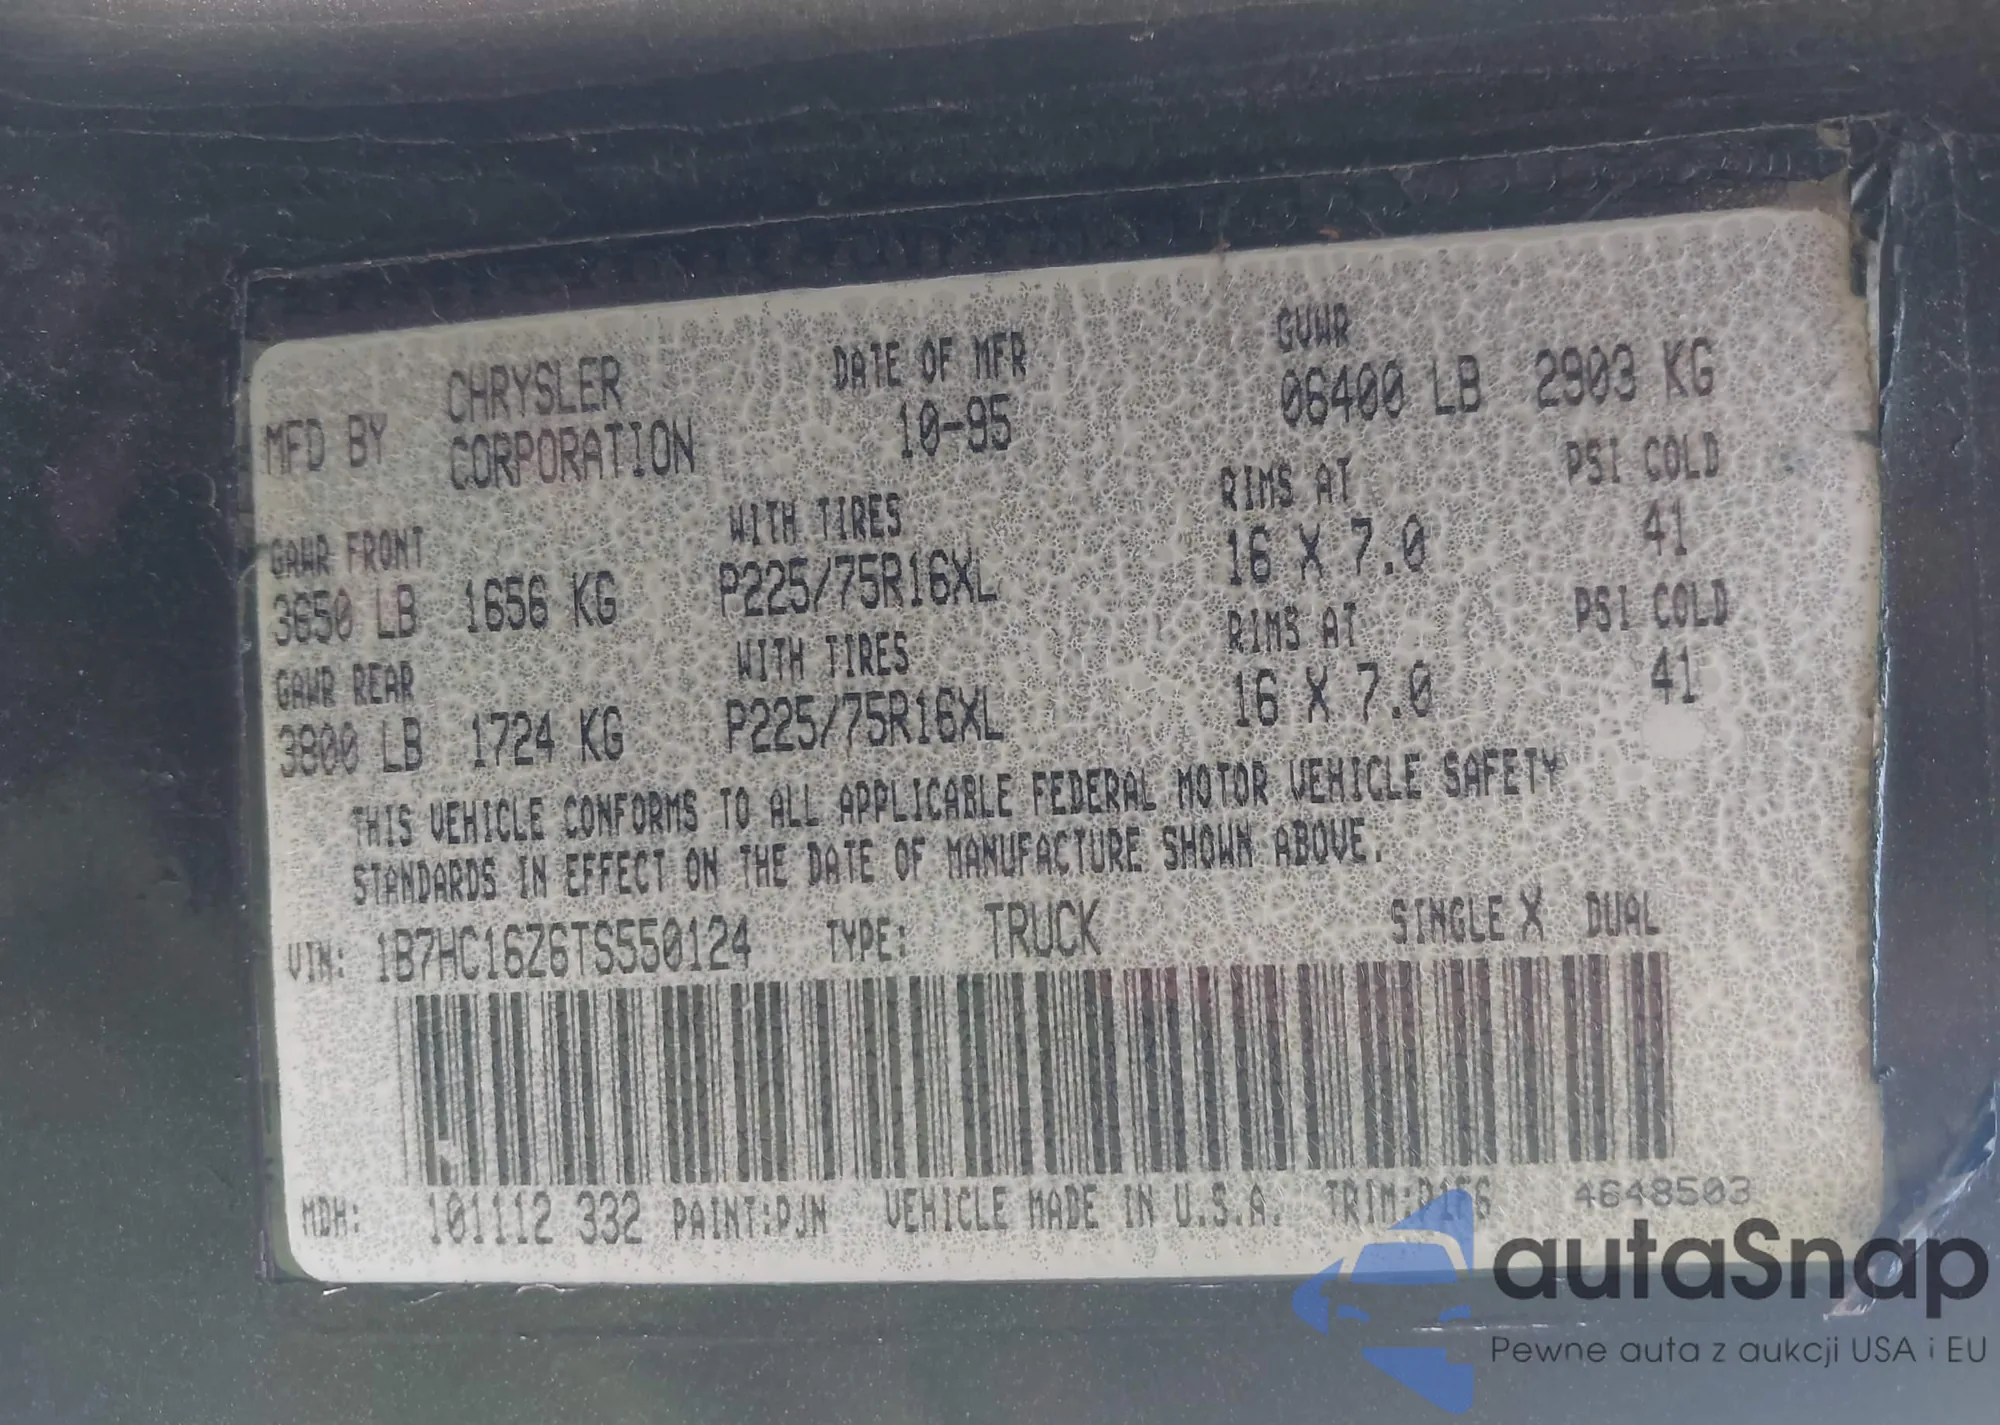 MFD BY CHRYSLER CORPORATION DATE OF MFR 10-95 GVWR 06400 LB 2903 KG
GAWR FRONT WITH TIRES RIMS AT PSI COLD
3650 LB 1656 KG P225/75R16XL 16 X 7.0 41
GAWR REAR WITH TIRES RIMS AT PSI COLD
3800 LB 1724 KG P225/75R16XL 16 X 7.0 41
THIS VEHICLE CONFORMS TO ALL APPLICABLE FEDERAL MOTOR VEHICLE SAFETY
STANDARDS IN EFFECT ON THE DATE OF MANUFACTURE SHOWN ABOVE.
VIN: 1B7HC16Z6TS550124 TYPE: TRUCK SINGLE X DUAL
MDH: 101112 332 PAINT:PJN VEHICLE MADE IN U.S.A. TRIM:P1F6 4648503
autaSnap
Pewne auta z aukcji USA i EU